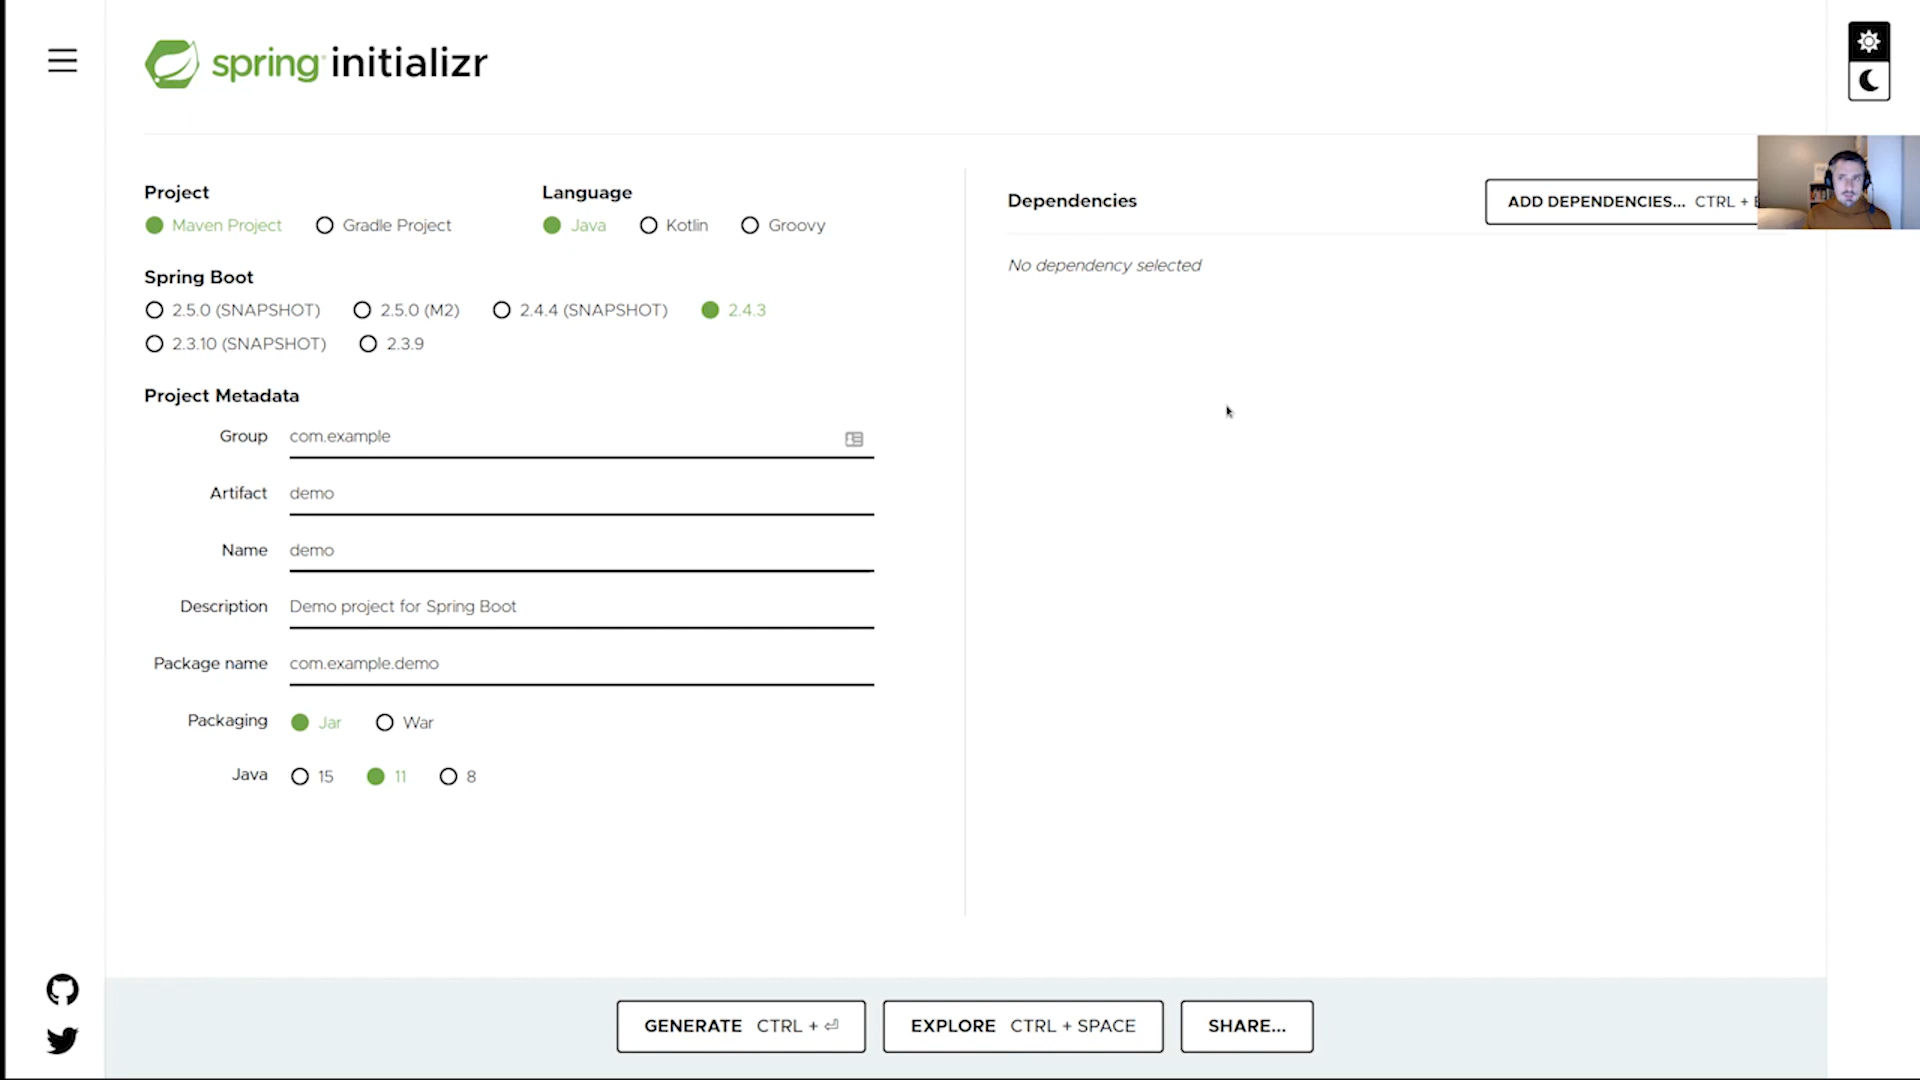 spring initializr
Project
Maven Project
Gradle Project
Language
Java
Kotlin
Groovy
Spring Boot
2.5.0 (SNAPSHOT)
2.5.0 (M2)
2.4.4 (SNAPSHOT)
2.4.3
2.3.10 (SNAPSHOT)
2.3.9
Project Metadata
Group
com.example
Artifact
demo
Name
demo
Description
Demo project for Spring Boot
Package name
com.example.demo
Packaging
Jar
War
Java
15
11
8
Dependencies
ADD DEPENDENCIES... CTRL +
No dependency selected
GENERATE CTRL + ⏎
EXPLORE CTRL + SPACE
SHARE...